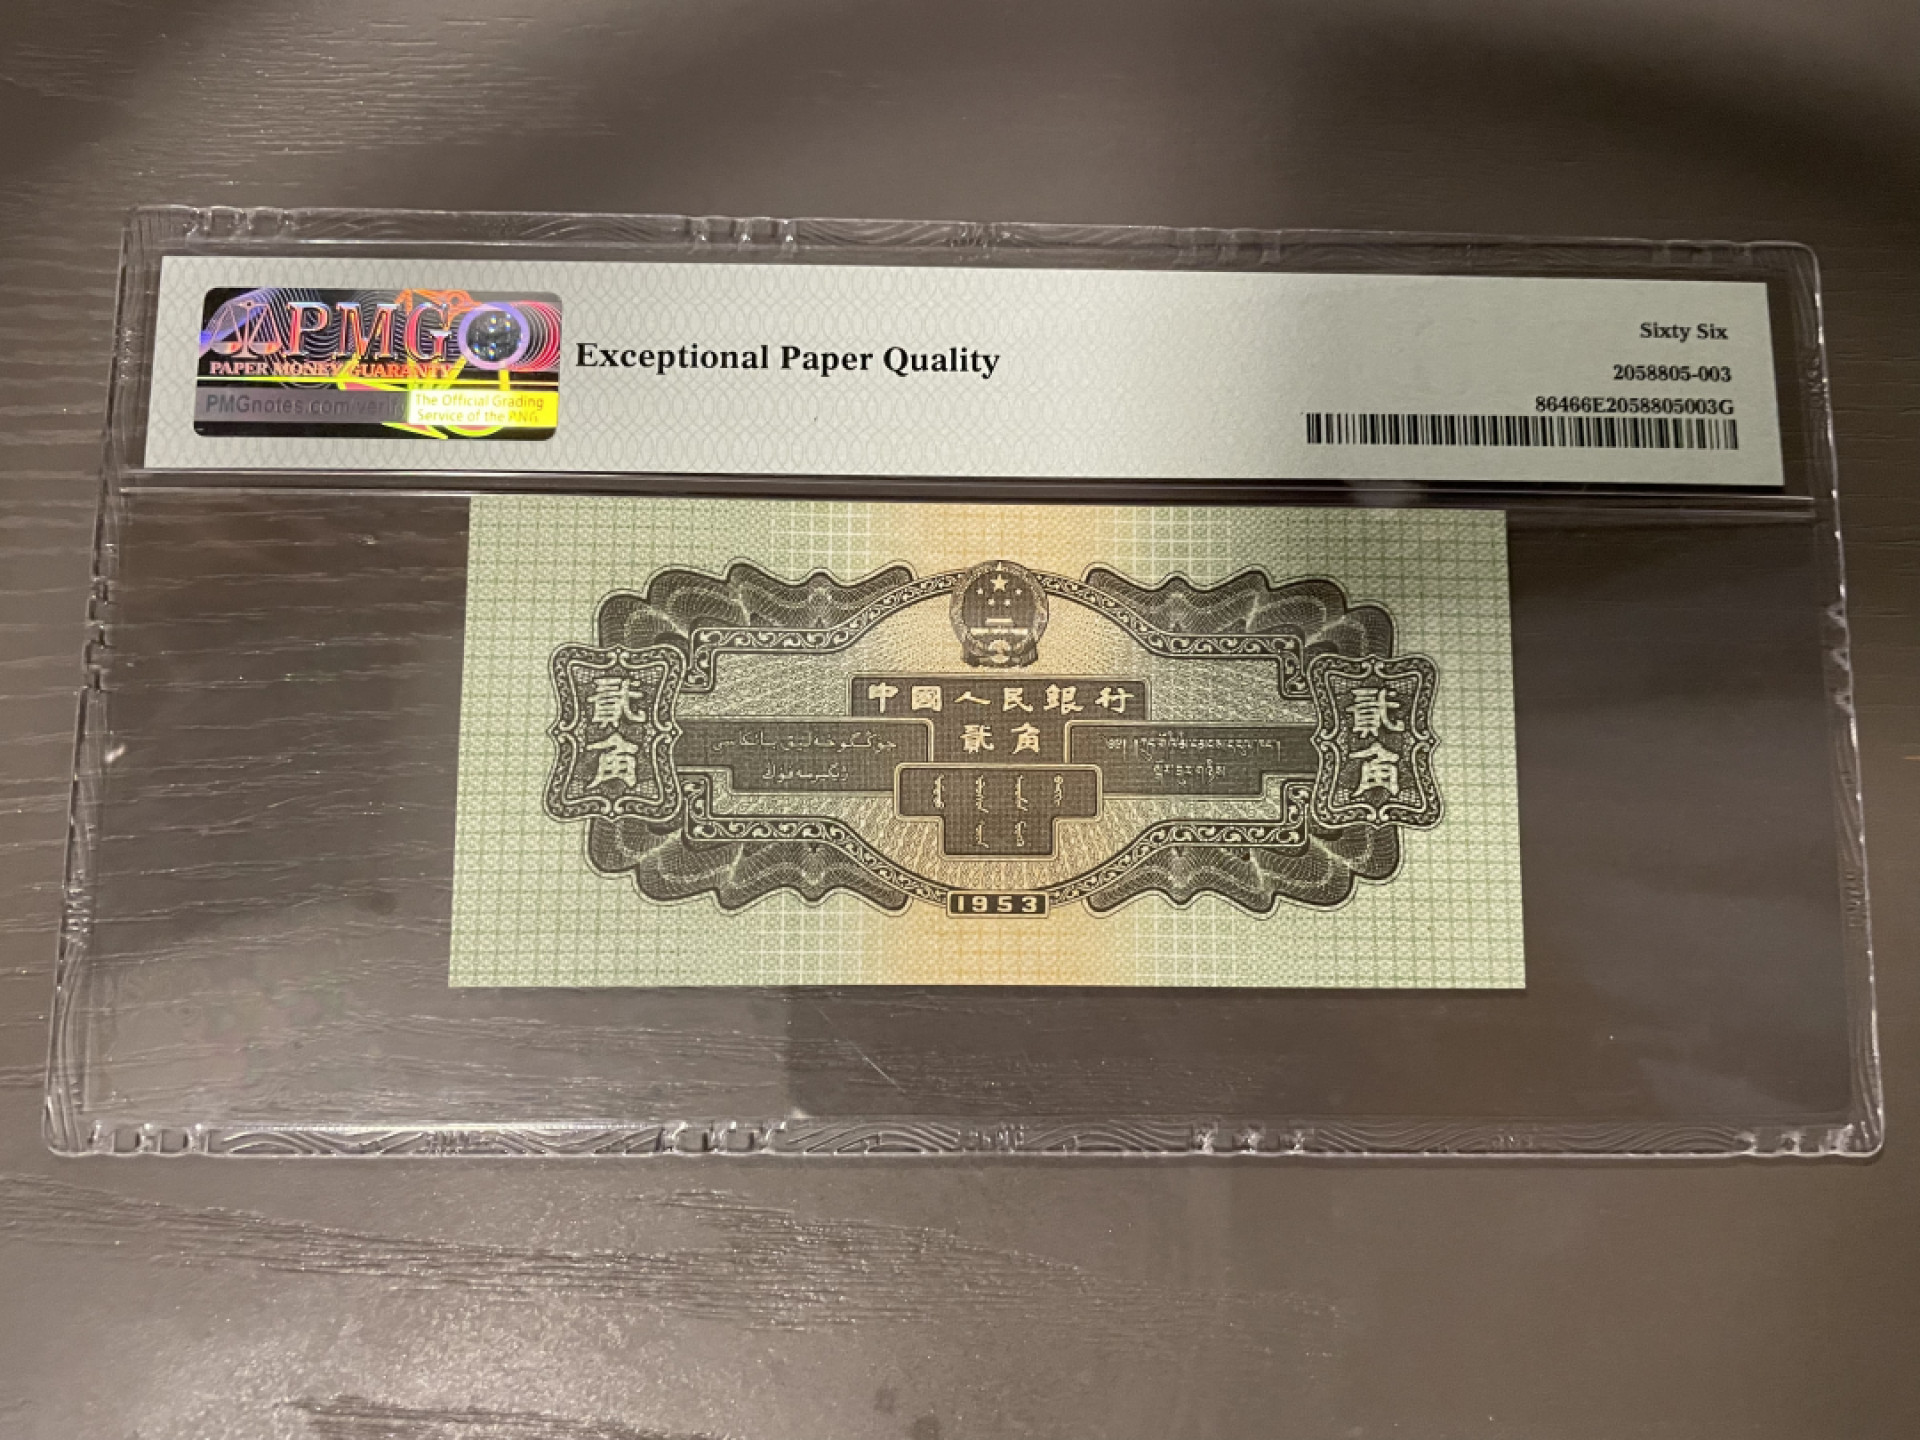 PMG
PAPER MONEY GUARANTY
PMGnotes.com/verify
The Official Grading
Service of the PNG
Exceptional Paper Quality
Sixty Six
2058805-003
86466E2058805003G
中國人民銀行
貳角
貳角
貳角
1953